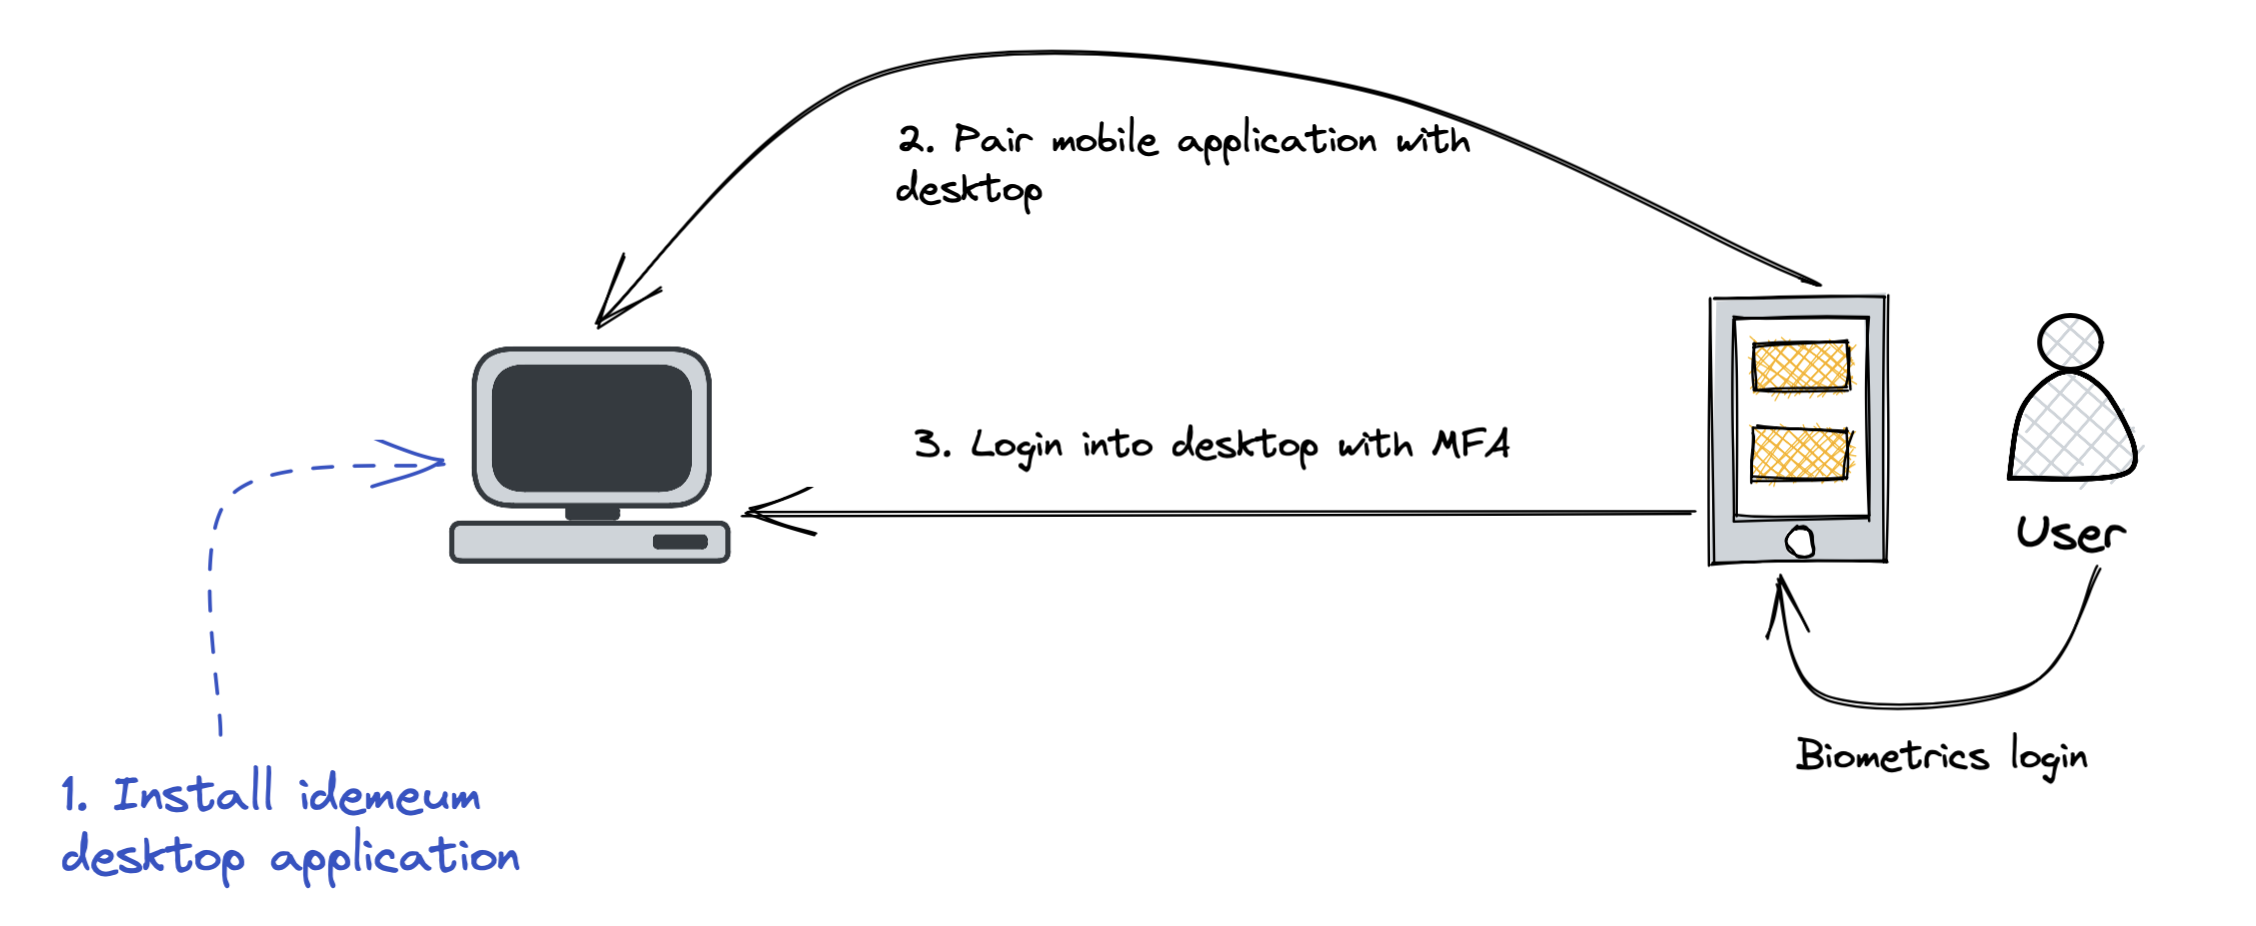 2. Pair mobile application with
desktop
3. Login into desktop with MFA
User
Biometrics login
1. Install idemeum
desktop application